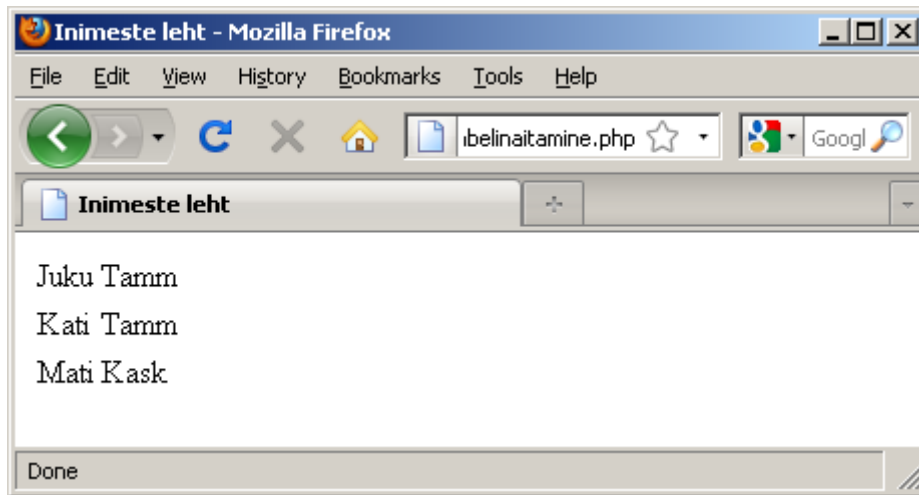 Inimeste leht - Mozilla Firefox
File Edit View History Bookmarks Tools Help
belinaitamine.php Googl
Inimeste leht
Juku Tamm
Kati Tamm
Mati Kask
Done